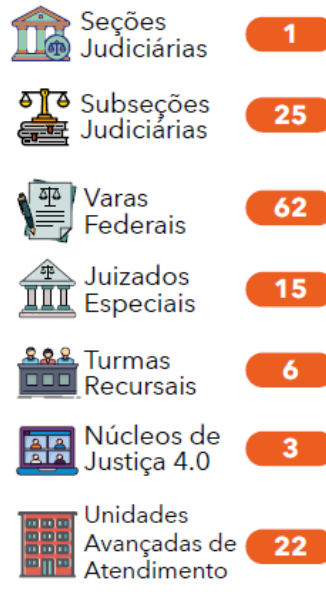 Seções
Judiciárias
1
Subseções
Judiciárias
25
Varas
Federais
62
Juizados
Especiais
15
Turmas
Recursais
6
Núcleos de
Justiça 4.0
3
Unidades
Avançadas de
Atendimento
22